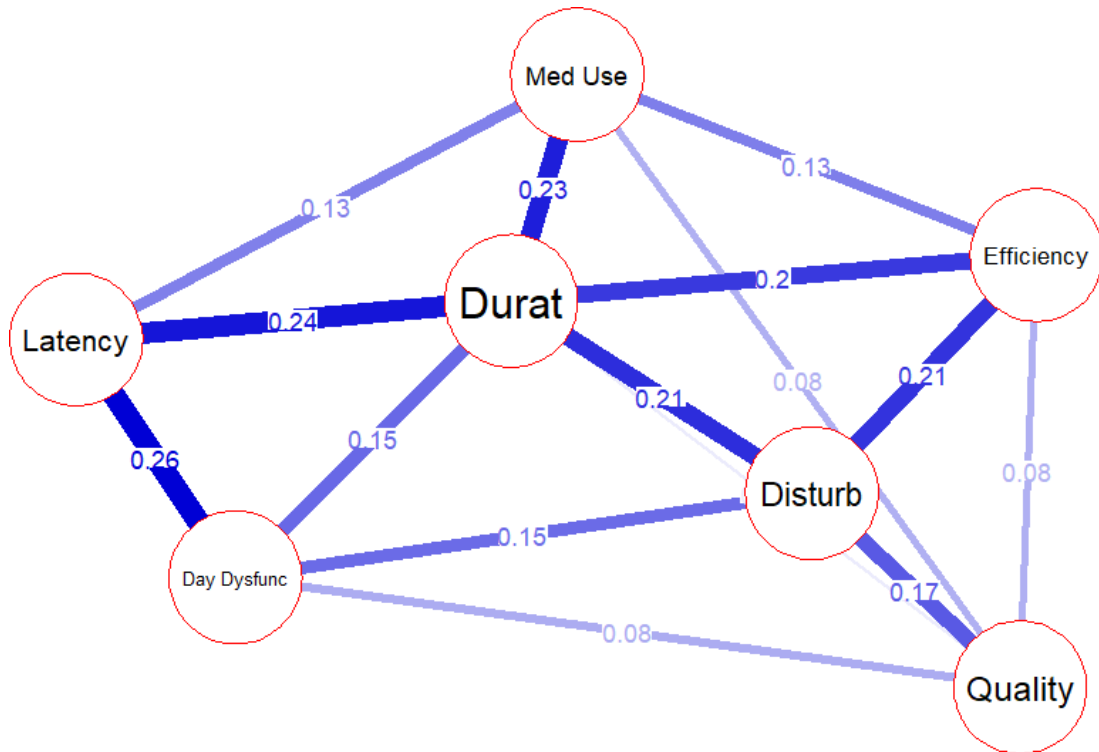 Med Use
0.13
0.13
0.23
Efficiency
0.2
Durat
0.24
Latency
0.08
0.21
0.21
0.15
0.26
0.08
Disturb
0.15
Day Dysfunc
0.17
0.08
Quality